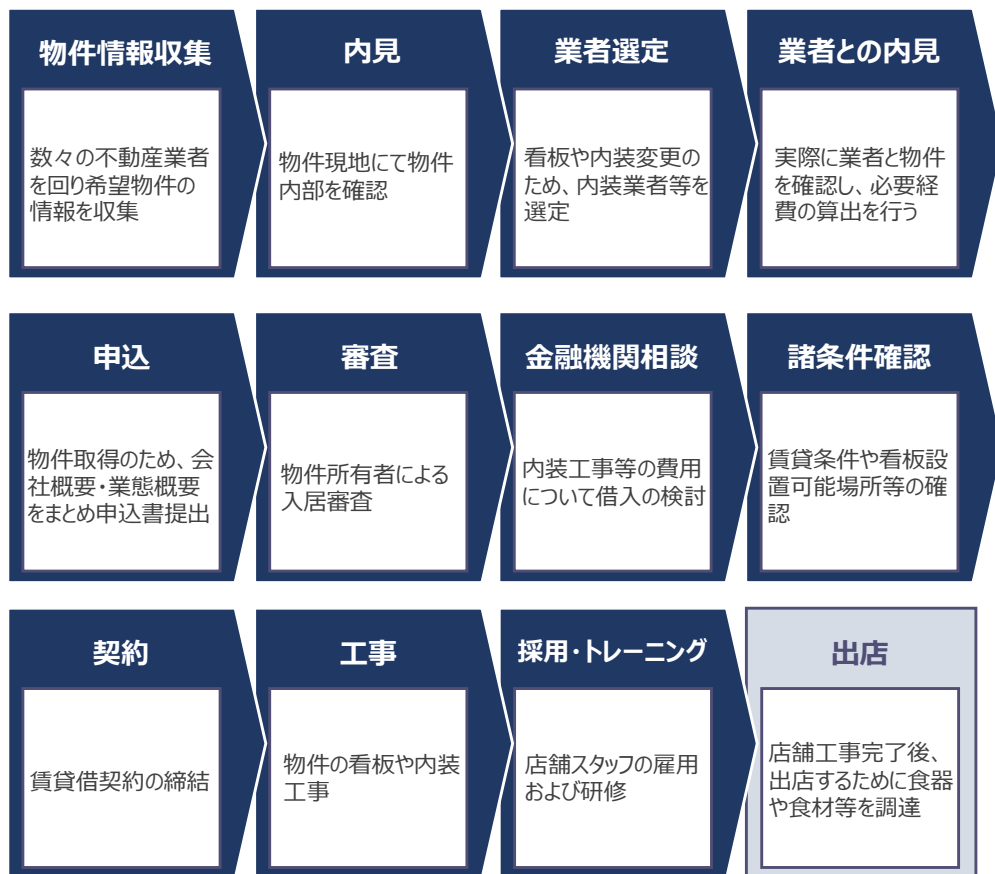 物件情報収集
数々の不動産業者
を回り希望物件の
情報を収集
内見
物件現地にて物件
内部を確認
業者選定
看板や内装変更の
ため、内装業者等を
選定
業者との内見
実際に業者と物件
を確認し、必要経
費の算出を行う
申込
物件取得のため、会
社概要・業態概要
をまとめ申込書提出
審査
物件所有者による
入居審査
金融機関相談
内装工事等の費用
について借入の検討
諸条件確認
賃貸条件や看板設
置可能場所等の確
認
契約
賃貸借契約の締結
工事
物件の看板や内装
工事
採用・トレーニング
店舗スタッフの雇用
および研修
出店
店舗工事完了後、
出店するために食器
や食材等を調達